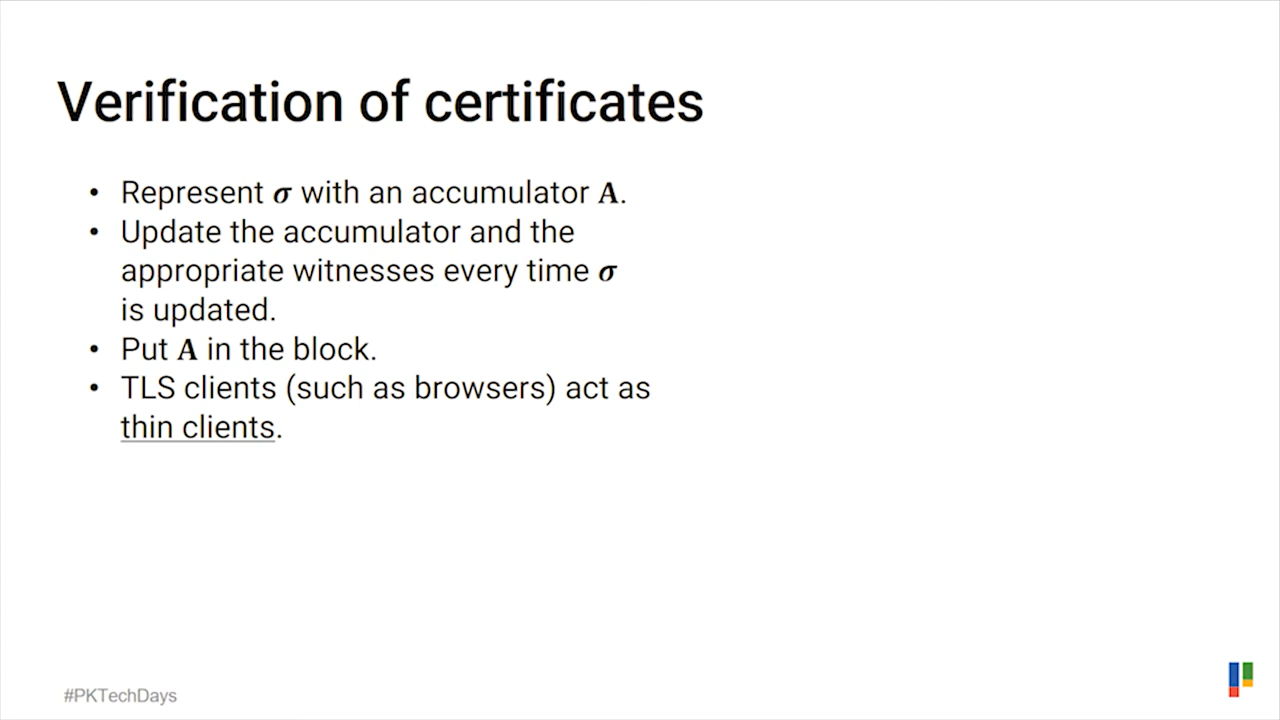 Verification of certificates
• Represent σ with an accumulator A.
• Update the accumulator and the
appropriate witnesses every time σ
is updated.
• Put A in the block.
• TLS clients (such as browsers) act as
thin clients.
#PKTechDays